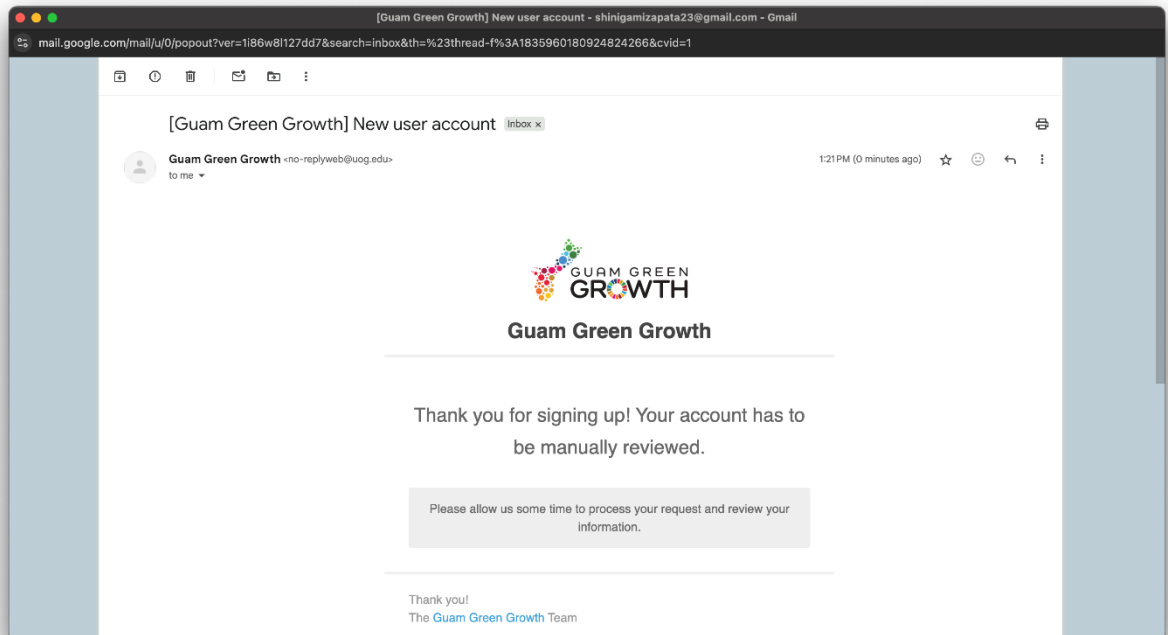 [Guam Green Growth] New user account - shinigamizapata23@gmail.com - Gmail
mail.google.com/mail/u/0/popout?ver=1i86w8l127dd7&search=inbox&th=%23thread-f%3A1835960180924824266&cvid=1
[Guam Green Growth] New user account Inbox ×
Guam Green Growth <no-replyweb@uog.edu> 1:21 PM (0 minutes ago)
to me
GUAM GREEN
GROWTH
Guam Green Growth
Thank you for signing up! Your account has to
be manually reviewed.
Please allow us some time to process your request and review your
information.
Thank you!
The Guam Green Growth Team